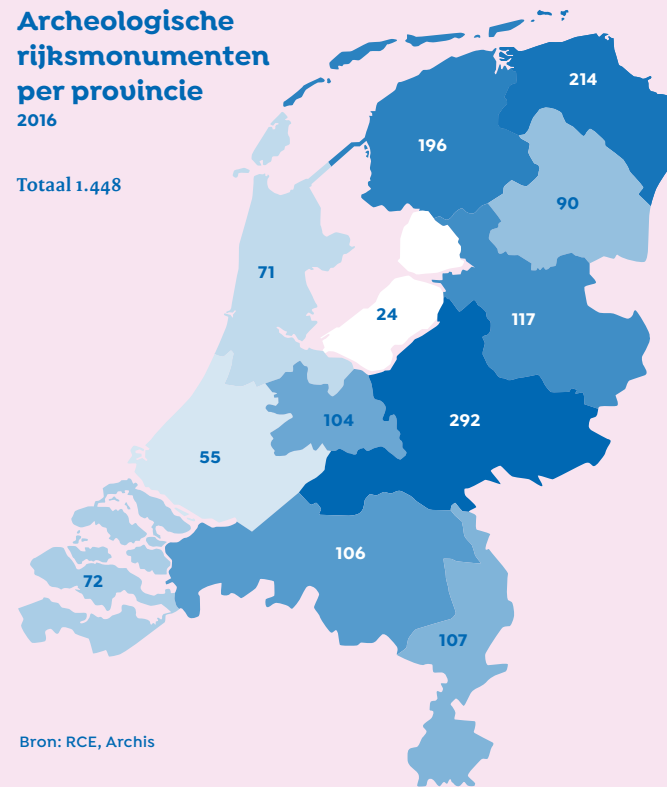 Archeologische
rijksmonumenten
per provincie
2016
Totaal 1.448
214
196
90
71
24
117
104
292
55
106
72
107
Bron: RCE, Archis